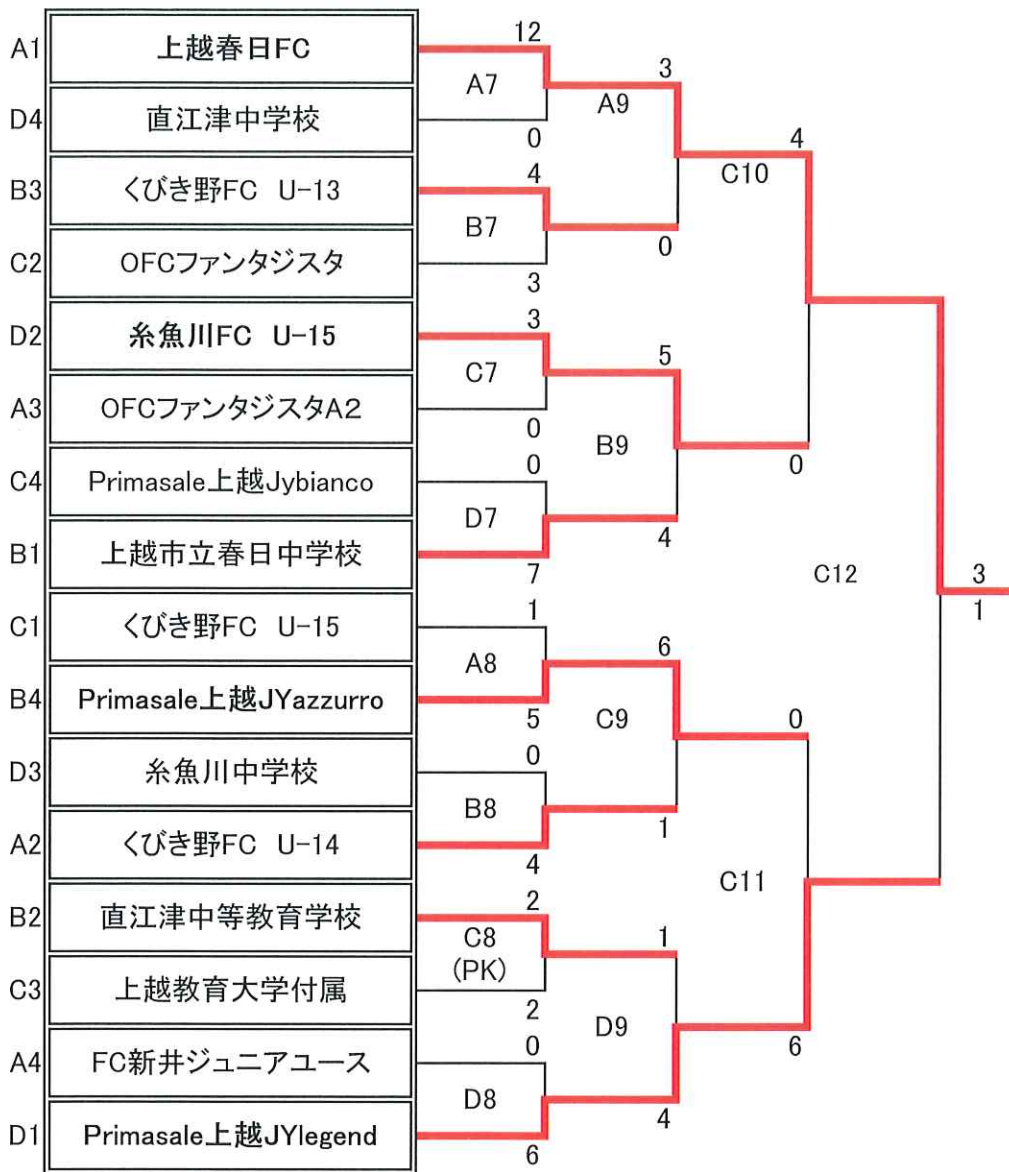 A1 上越春日FC 12
A7 3
A9
D4 直江津中学校 0
4
C10
B3 くびき野FC U-13 4
B7 0
C2 OFCファンタジスタ 3
D2 糸魚川FC U-15 3
C7 5
A3 OFCファンタジスタA2 0
B9 0
C4 Primasale上越Jybianco 0
D7 4
B1 上越市立春日中学校 7
C12 3
1
C1 くびき野FC U-15 1
A8 6
B4 Primasale上越JYazzurro 5
C9 0
D3 糸魚川中学校 0
B8 1
A2 くびき野FC U-14 4
C11
B2 直江津中等教育学校 2
C8 1
(PK)
C3 上越教育大学付属 2
D9 6
A4 FC新井ジュニアユース 0
D8 4
D1 Primasale上越JYlegend 6